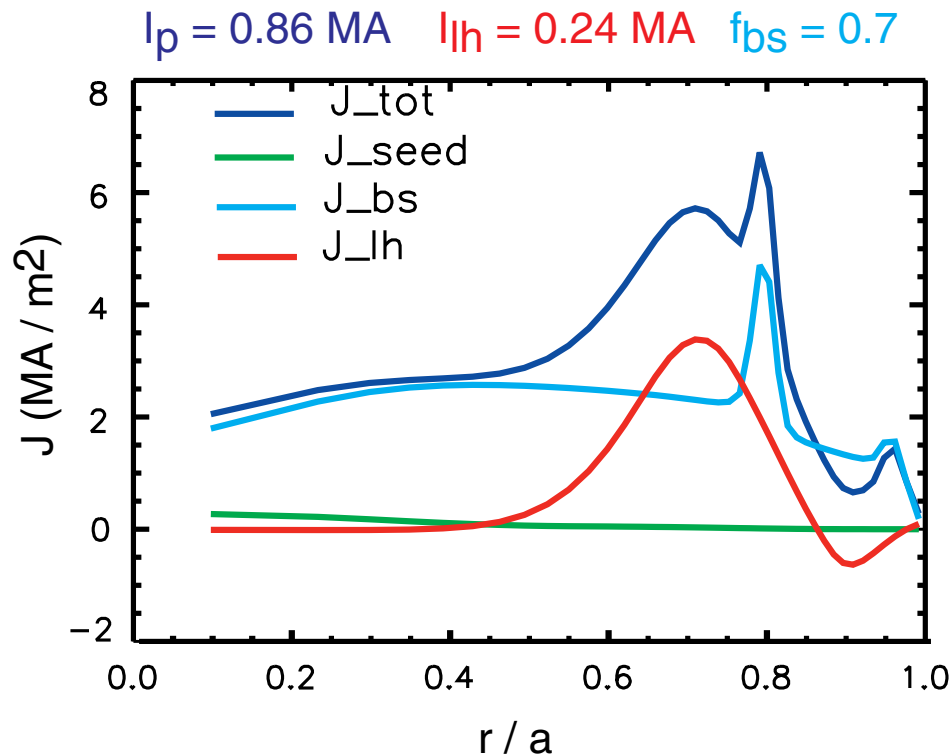 Ip = 0.86 MA Ilh = 0.24 MA fbs = 0.7
8
J_tot
J_seed
6
J_bs
J_lh
4
2
0
−2
J (MA / m2)
0.0 0.2 0.4 0.6 0.8 1.0
r / a